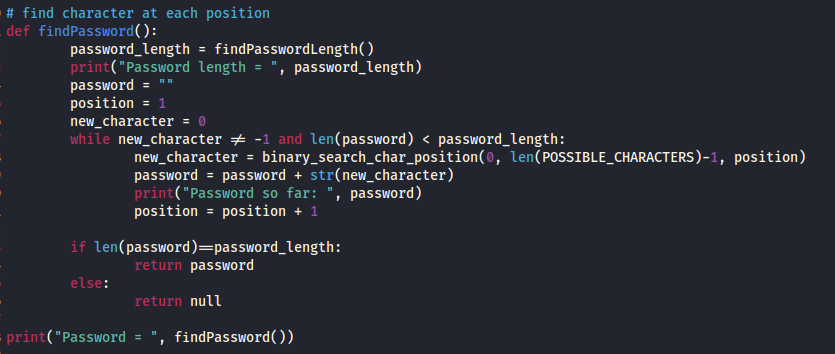 # find character at each position
def findPassword():
password_length = findPasswordLength()
print("Password length = ", password_length)
password = ""
position = 1
new_character = 0
while new_character != -1 and len(password) < password_length:
new_character = binary_search_char_position(0, len(POSSIBLE_CHARACTERS)-1, position)
password = password + str(new_character)
print("Password so far: ", password)
position = position + 1
if len(password)==password_length:
return password
else:
return null
print("Password = ", findPassword())